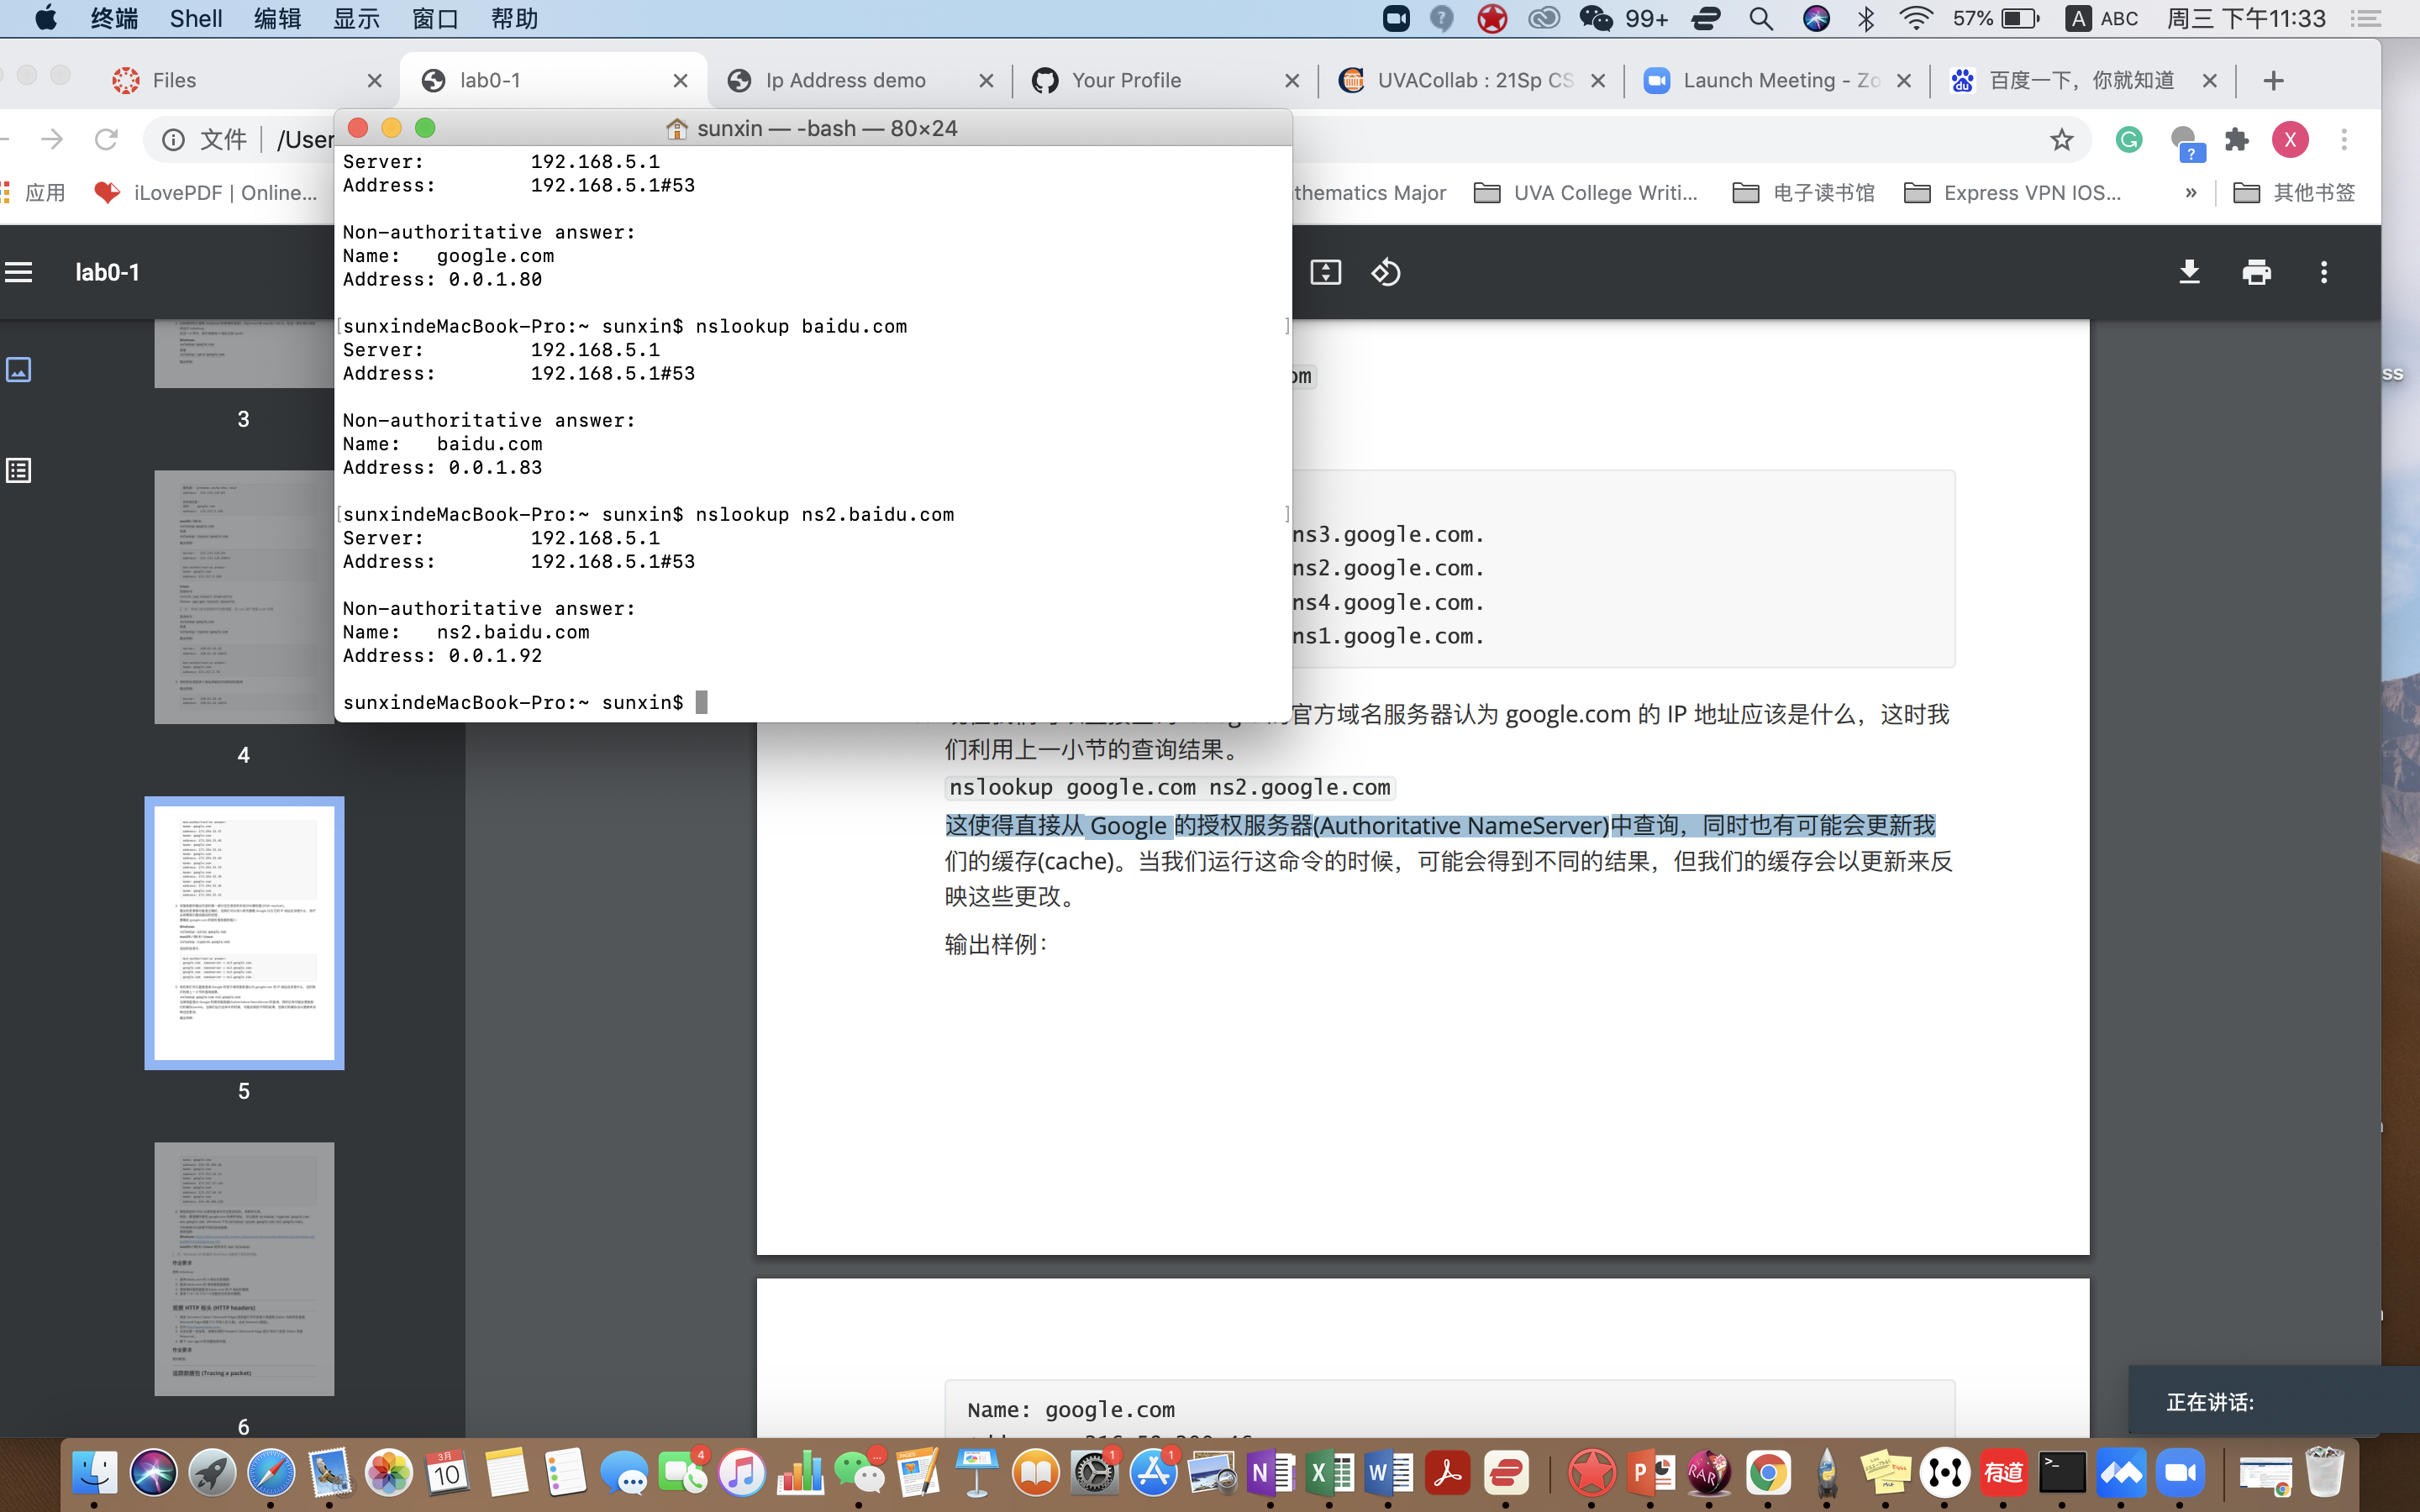 终端 Shell 编辑 显示 窗口 帮助 99+ 57% A ABC 周三 下午11:33
Files lab0-1 Ip Address demo Your Profile UVACollab : 21Sp CS Launch Meeting - Zo 百度一下，你就知道
文件 /User X
应用 iLovePDF | Online... thematics Major UVA College Writi... 电子读书馆 Express VPN IOS... » 其他书签
lab0-1
sunxin — -bash — 80×24
Server: 192.168.5.1
Address: 192.168.5.1#53
Non-authoritative answer:
Name: google.com
Address: 0.0.1.80
[sunxindeMacBook-Pro:~ sunxin$ nslookup baidu.com ]
Server: 192.168.5.1
Address: 192.168.5.1#53
Non-authoritative answer:
Name: baidu.com
Address: 0.0.1.83
[sunxindeMacBook-Pro:~ sunxin$ nslookup ns2.baidu.com ]
Server: 192.168.5.1
Address: 192.168.5.1#53
Non-authoritative answer:
Name: ns2.baidu.com
Address: 0.0.1.92
sunxindeMacBook-Pro:~ sunxin$
3
4
5
6
om
ns3.google.com.
ns2.google.com.
ns4.google.com.
ns1.google.com.
官方域名服务器认为 google.com 的 IP 地址应该是什么，这时我
们利用上一小节的查询结果。
nslookup google.com ns2.google.com
这使得直接从 Google 的授权服务器(Authoritative NameServer)中查询，同时也有可能会更新我
们的缓存(cache)。当我们运行这命令的时候，可能会得到不同的结果，但我们的缓存会以更新来反
映这些更改。
输出样例：
Name: google.com
正在讲话:
ss
3月
10
4
1
1
有道
RAR